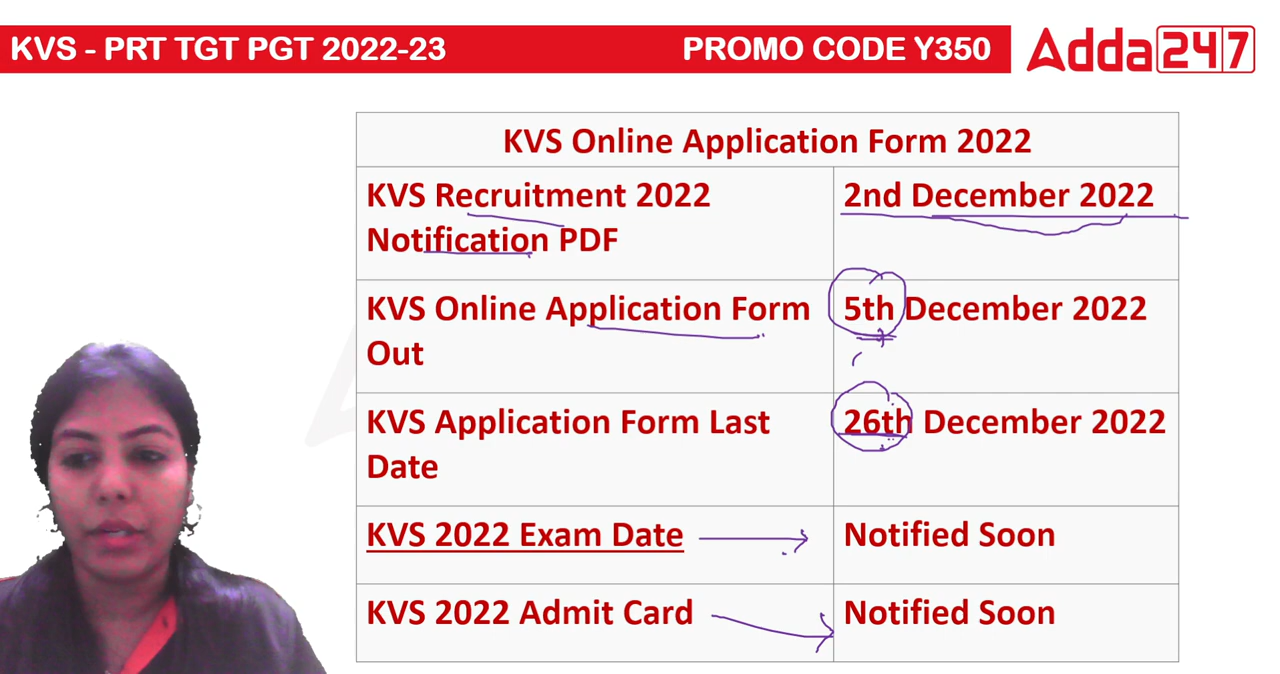 KVS - PRT TGT PGT 2022-23
PROMO CODE Y350
Adda247
KVS Online Application Form 2022
KVS Recruitment 2022
Notification PDF
2nd December 2022
KVS Online Application Form
Out
5th December 2022
KVS Application Form Last
Date
26th December 2022
KVS 2022 Exam Date
Notified Soon
KVS 2022 Admit Card
Notified Soon